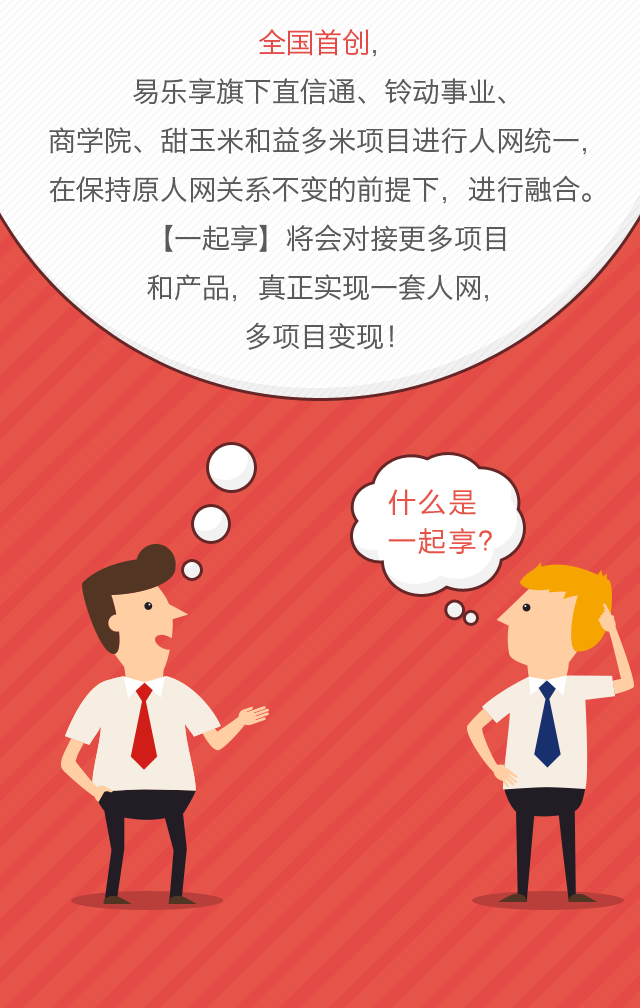 全国首创，
易乐享旗下直信通、铃动事业、
商学院、甜玉米和益多米项目进行人网统一，
在保持原人网关系不变的前提下，进行融合。
【一起享】将会对接更多项目
和产品，真正实现一套人网，
多项目变现！
什么是
一起享？